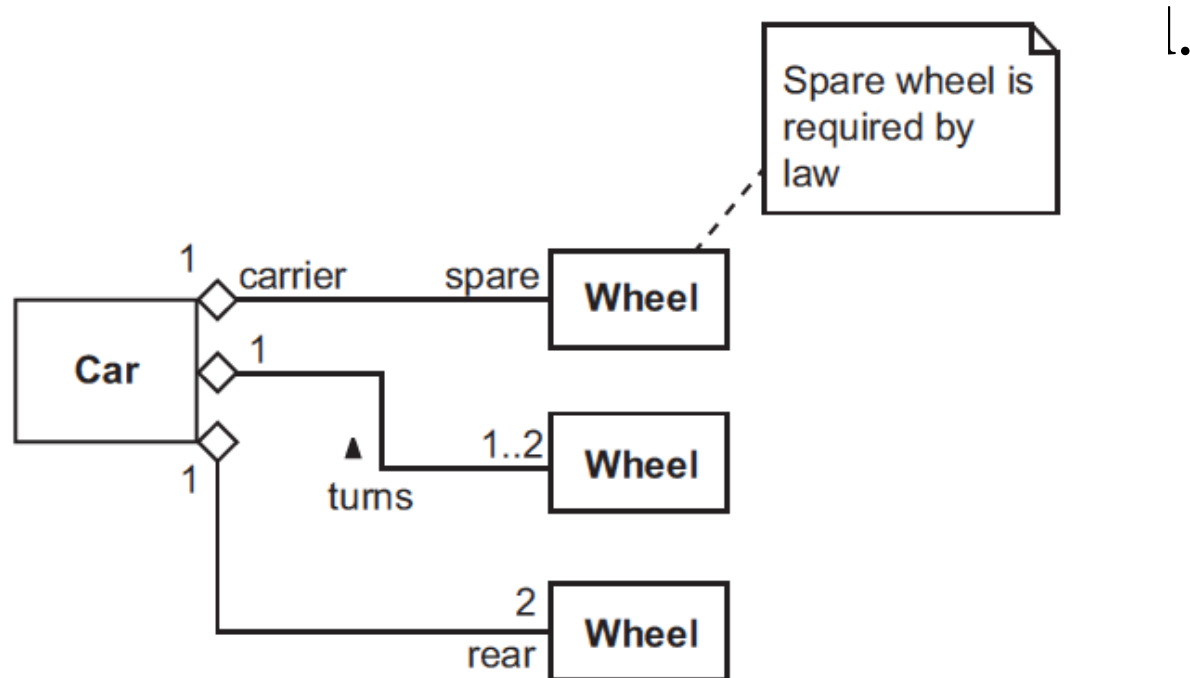 Spare wheel is
required by
law
1
carrier
spare
Wheel
Car
1
1..2
Wheel
turns
1
2
Wheel
rear